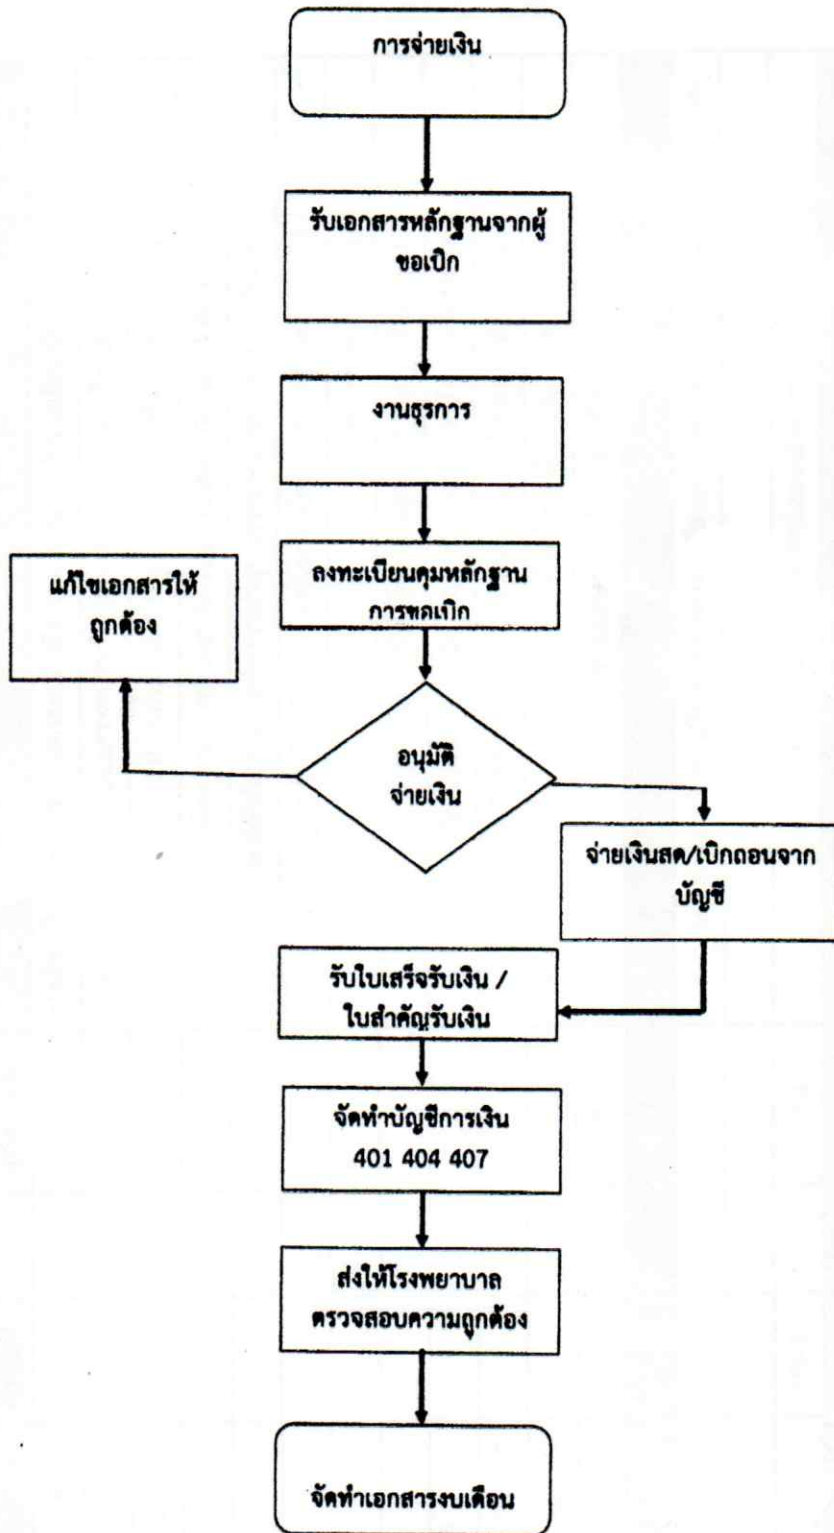 การจ่ายเงิน
รับเอกสารหลักฐานจากผู้
ขอเบิก
งานธุรการ
ลงทะเบียนคุมหลักฐาน
การขอเบิก
แก้ไขเอกสารให้
ถูกต้อง
อนุมัติ
จ่ายเงิน
จ่ายเงินสด/เบิกถอนจาก
บัญชี
รับใบเสร็จรับเงิน /
ใบสำคัญรับเงิน
จัดทำบัญชีการเงิน
401 404 407
ส่งให้โรงพยาบาล
ตรวจสอบความถูกต้อง
จัดทำเอกสารงบเดือน